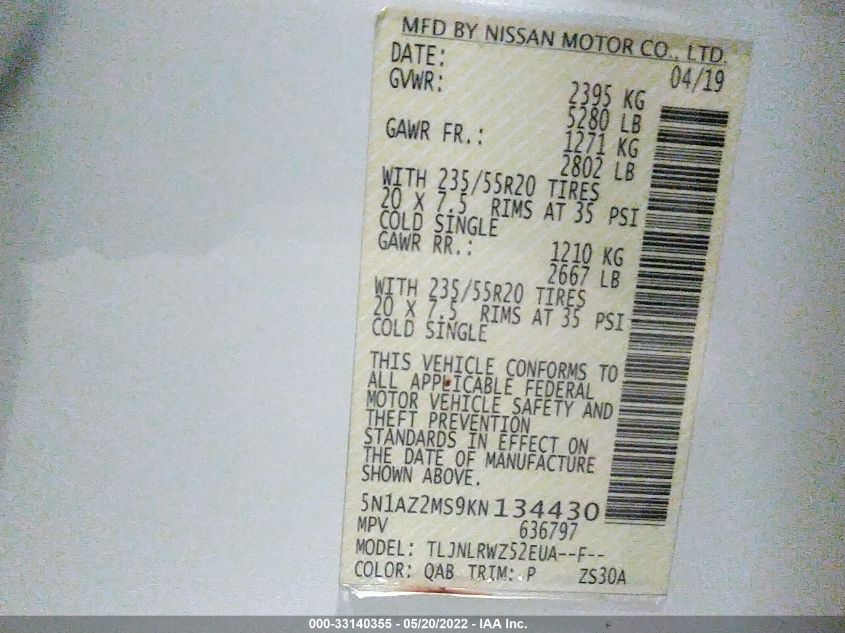 MFD BY NISSAN MOTOR CO., LTD.
DATE: 04/19
GVWR: 2395 KG
5280 LB
GAWR FR.: 1271 KG
2802 LB
WITH 235/55R20 TIRES
20 X 7.5 RIMS AT 35 PSI
COLD SINGLE
GAWR RR.: 1210 KG
2667 LB
WITH 235/55R20 TIRES
20 X 7.5 RIMS AT 35 PSI
COLD SINGLE
THIS VEHICLE CONFORMS TO
ALL APPLICABLE FEDERAL
MOTOR VEHICLE SAFETY AND
THEFT PREVENTION
STANDARDS IN EFFECT ON
THE DATE OF MANUFACTURE
SHOWN ABOVE.
5N1AZ2MS9KN134430
MPV 636797
MODEL: TLJNLRWZ52EUA--F--
COLOR: QAB TRIM: P ZS30A
000-33140355 - 05/20/2022 - IAA Inc.